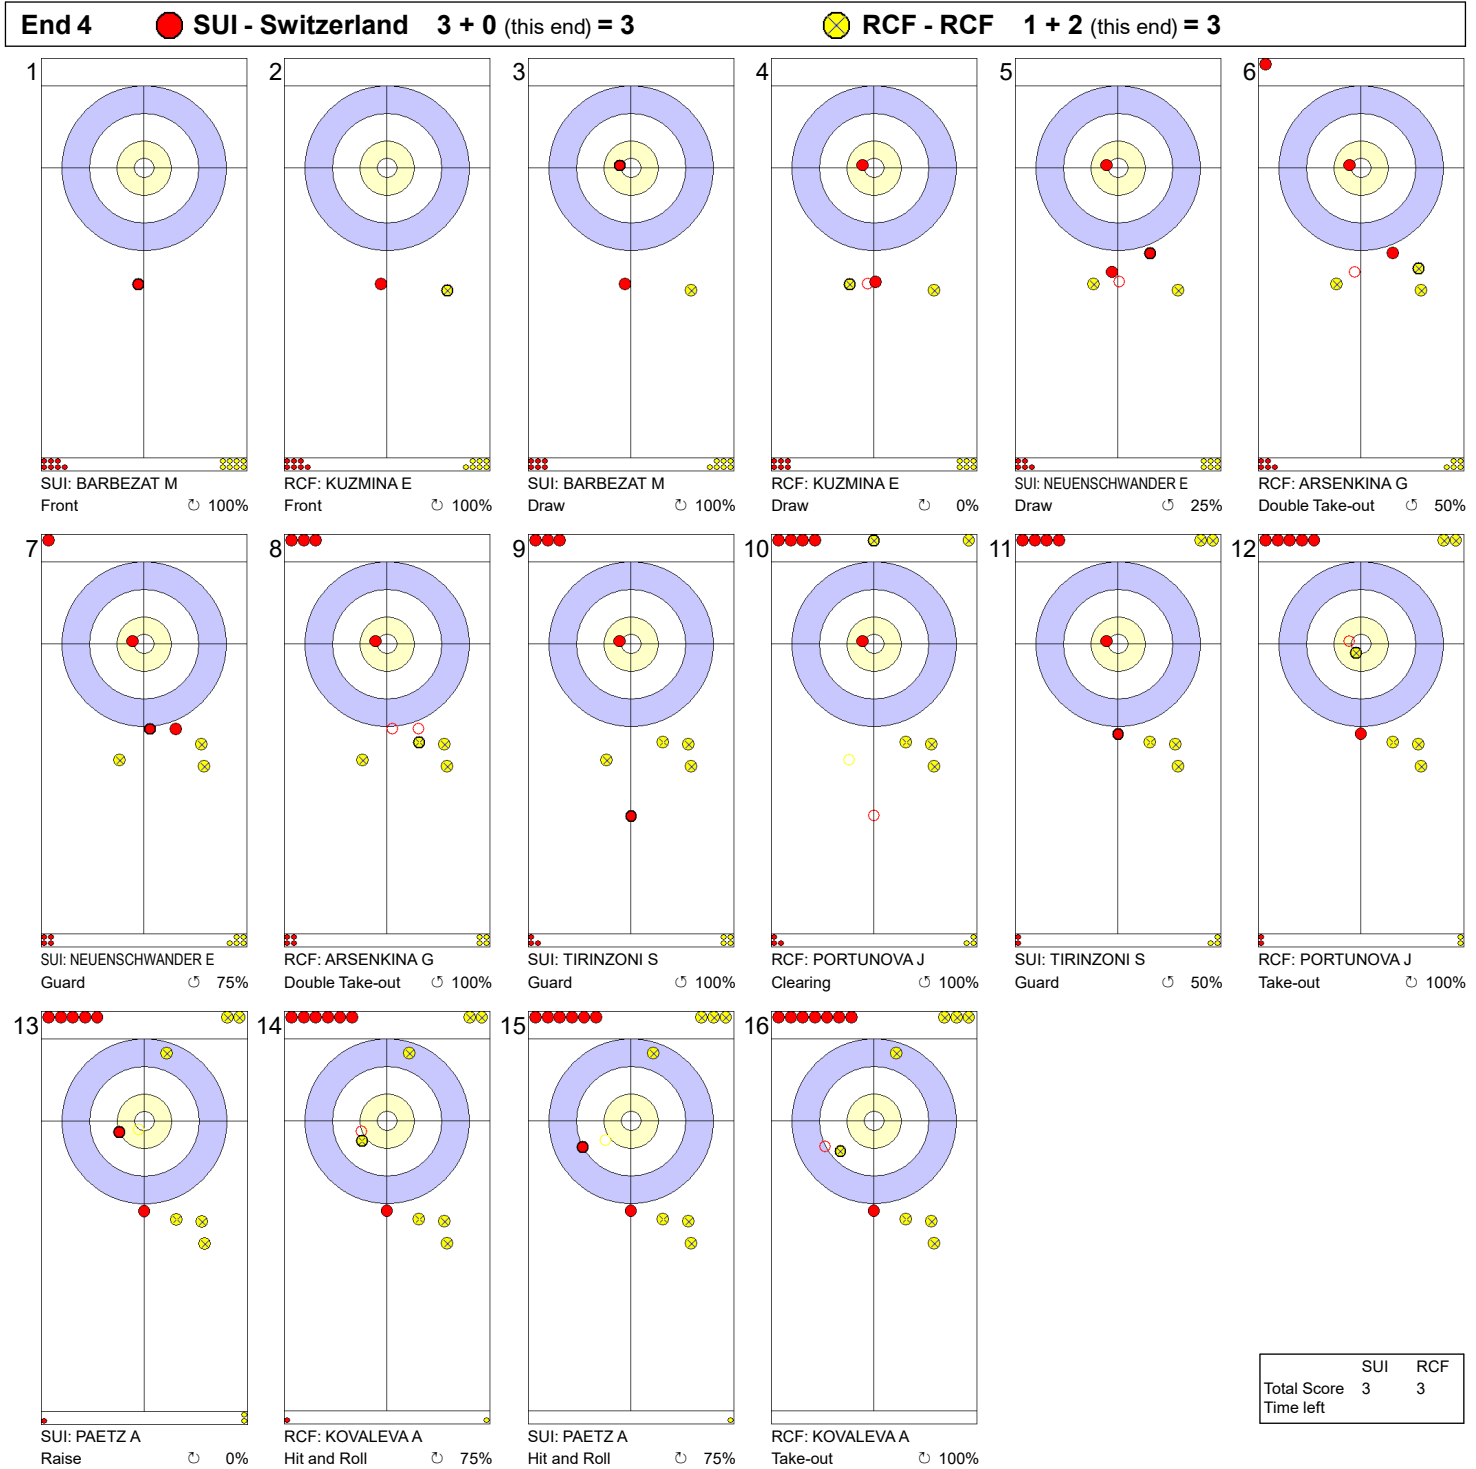 End 4 SUI - Switzerland 3 + 0 (this end) = 3 RCF - RCF 1 + 2 (this end) = 3
1 2 3 4 5 6
SUI: BARBEZAT M RCF: KUZMINA E SUI: BARBEZAT M RCF: KUZMINA E SUI: NEUENSCHWANDER E RCF: ARSENKINA G
Front ↻ 100% Front ↻ 100% Draw ↻ 100% Draw ↻ 0% Draw ↺ 25% Double Take-out ↺ 50%
7 8 9 10 11 12
SUI: NEUENSCHWANDER E RCF: ARSENKINA G SUI: TIRINZONI S RCF: PORTUNOVA J SUI: TIRINZONI S RCF: PORTUNOVA J
Guard ↺ 75% Double Take-out ↺ 100% Guard ↺ 100% Clearing ↺ 100% Guard ↺ 50% Take-out ↺ 100%
13 14 15 16
SUI: PAETZ A RCF: KOVALEVA A SUI: PAETZ A RCF: KOVALEVA A
Raise ↻ 0% Hit and Roll ↻ 75% Hit and Roll ↻ 75% Take-out ↻ 100%
SUI RCF
Total Score 3 3
Time left